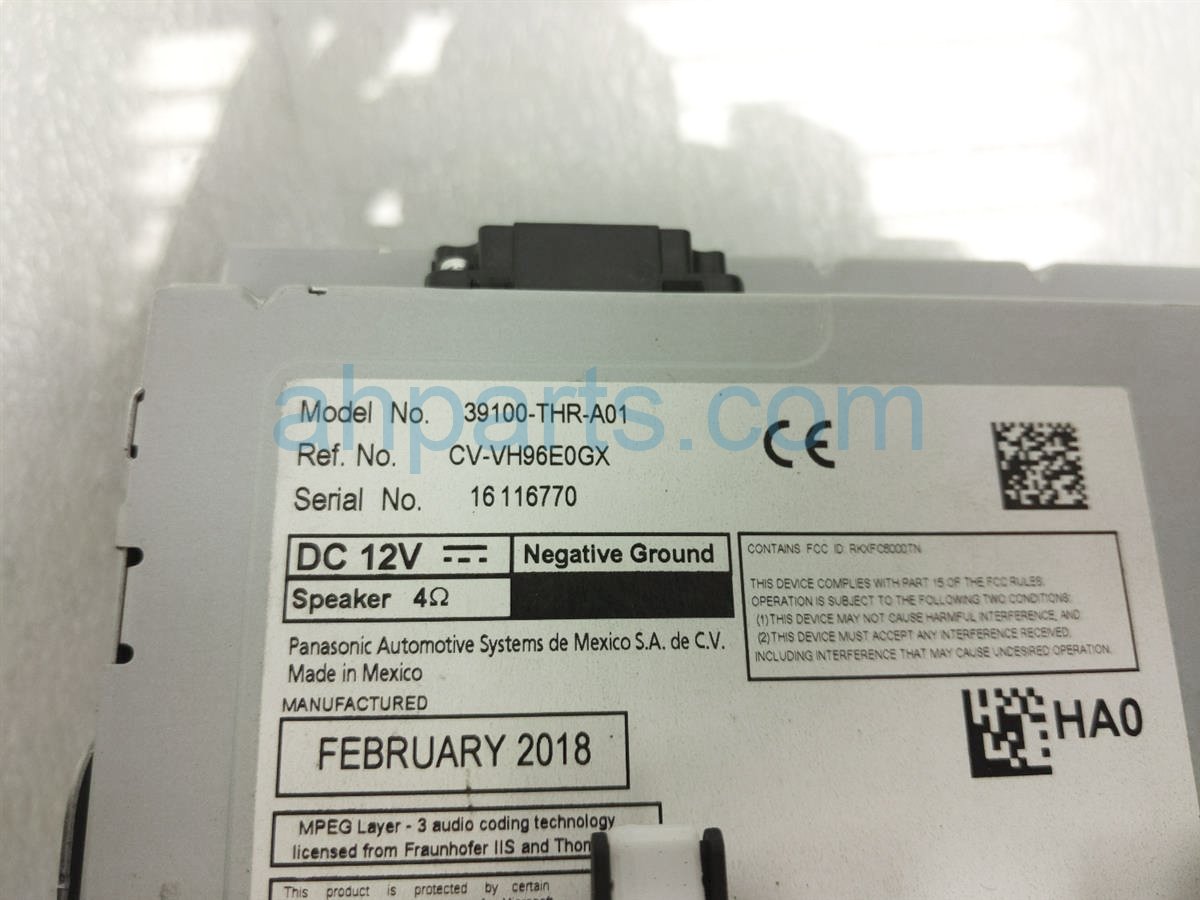 ahparts.com
Model No. 39100-THR-A01
Ref. No. CV-VH96E0GX
Serial No. 16116770
CE
DC 12V
Negative Ground
Speaker 4Ω
CONTAINS FCC ID: RKXFC6000TN
THIS DEVICE COMPLIES WITH PART 15 OF THE FCC RULES.
OPERATION IS SUBJECT TO THE FOLLOWING TWO CONDITIONS:
(1) THIS DEVICE MAY NOT CAUSE HARMFUL INTERFERENCE, AND
(2) THIS DEVICE MUST ACCEPT ANY INTERFERENCE RECEIVED,
INCLUDING INTERFERENCE THAT MAY CAUSE UNDESIRED OPERATION.
Panasonic Automotive Systems de Mexico S.A. de C.V.
Made in Mexico
MANUFACTURED
FEBRUARY 2018
HA0
MPEG Layer - 3 audio coding technology
licensed from Fraunhofer IIS and
This product is protected by certain